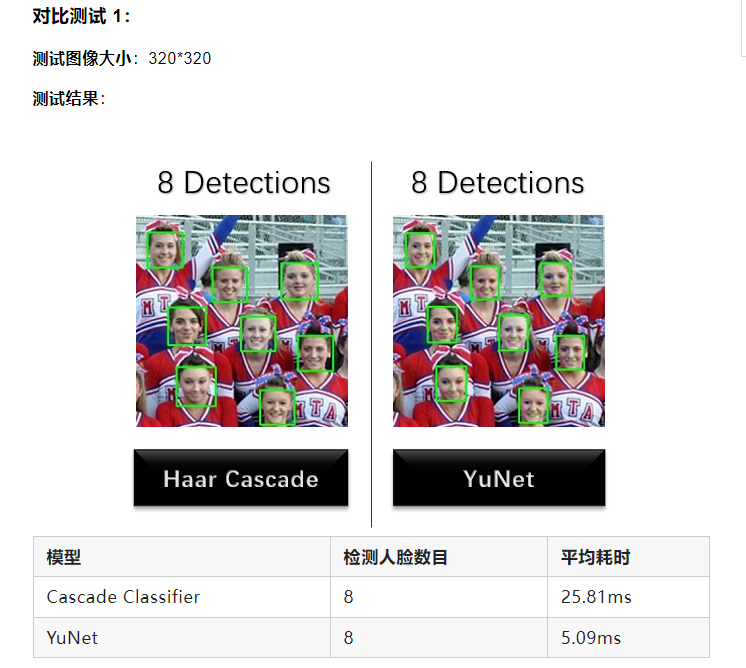 对比测试 1：
测试图像大小：320*320
测试结果：
8 Detections
8 Detections
MTA
Haar Cascade
YuNet
模型 检测人脸数目 平均耗时
Cascade Classifier 8 25.81ms
YuNet 8 5.09ms